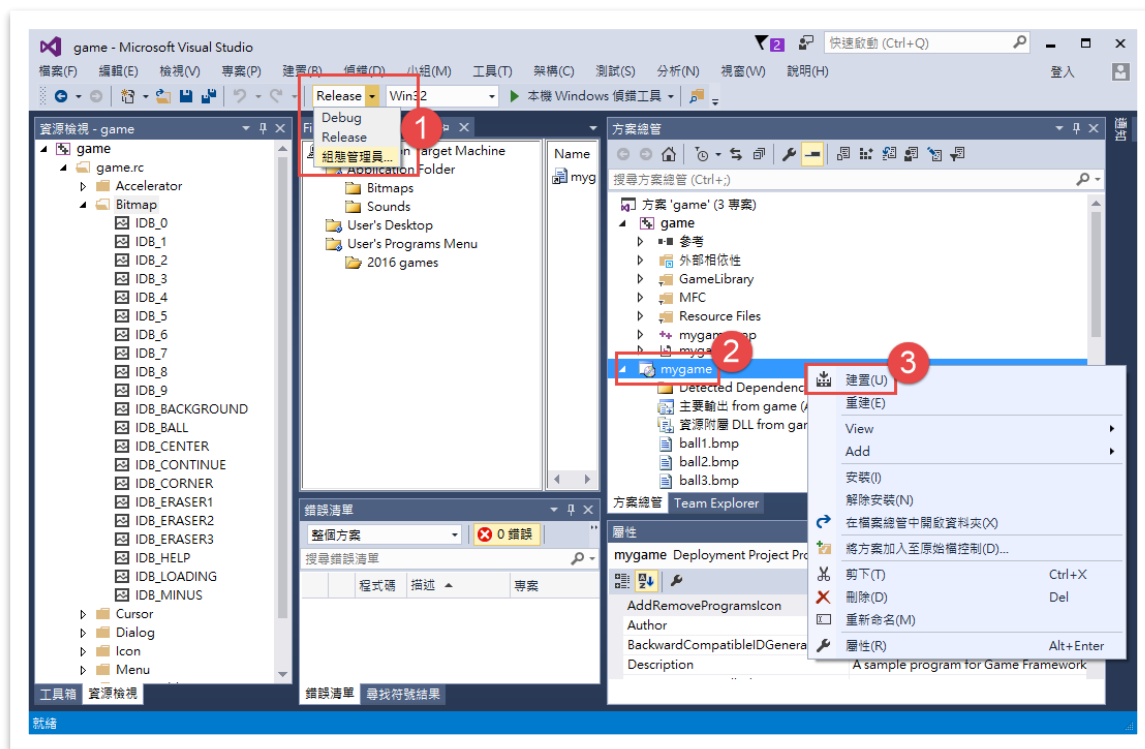 game - Microsoft Visual Studio
2
快速啟動 (Ctrl+Q)
檔案(F) 編輯(E) 檢視(V) 專案(P) 建置(B) 偵錯(D) 小組(M) 工具(T) 架構(C) 測試(S) 分析(N) 視窗(W) 說明(H)
登入
Release Win32 本機 Windows 偵錯工具
Debug
Release
組態管理員...
1
資源檢視 - game
game
game.rc
Accelerator
Bitmap
IDB_0
IDB_1
IDB_2
IDB_3
IDB_4
IDB_5
IDB_6
IDB_7
IDB_8
IDB_9
IDB_BACKGROUND
IDB_BALL
IDB_CENTER
IDB_CONTINUE
IDB_CORNER
IDB_ERASER1
IDB_ERASER2
IDB_ERASER3
IDB_HELP
IDB_LOADING
IDB_MINUS
Cursor
Dialog
Icon
Menu
工具箱 資源檢視
Target Machine
Application Folder
Bitmaps
Sounds
User's Desktop
User's Programs Menu
2016 games
Name
myg
錯誤清單
整個方案
0 錯誤
搜尋錯誤清單
程式碼 描述 專案
錯誤清單 尋找符號結果
方案總管
搜尋方案總管 (Ctrl+;)
方案 'game' (3 專案)
game
參考
外部相依性
GameLibrary
MFC
Resource Files
2
mygame
Detected Dependenc
主要輸出 from game (A
資源附屬 DLL from gar
ball1.bmp
ball2.bmp
ball3.bmp
方案總管 Team Explorer
3
建置(U)
重建(E)
View
Add
安裝(I)
解除安裝(N)
在檔案總管中開啟資料夾(X)
將方案加入至原始檔控制(D)...
剪下(T) Ctrl+X
刪除(D) Del
重新命名(M)
屬性(R) Alt+Enter
屬性
mygame Deployment Project Pro
AddRemoveProgramsIcon
Author
BackwardCompatibleIDGenera
Description A sample program for Game Framework
就緒